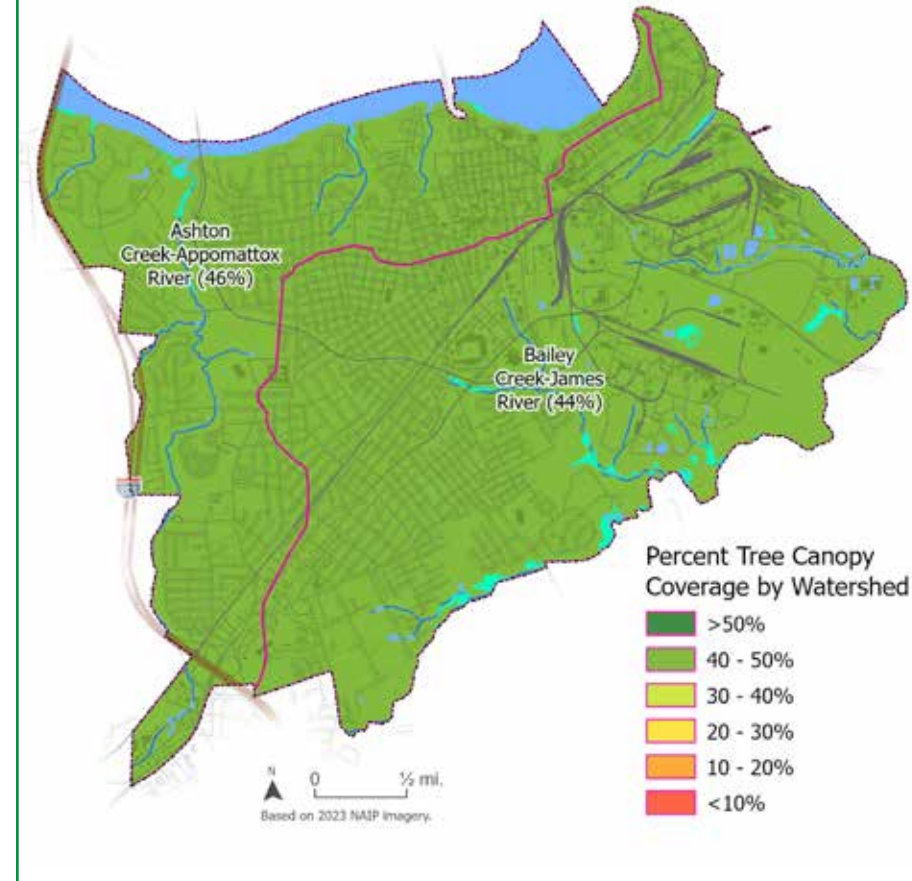 Ashton
Creek-Appomattox
River (46%)
Bailey
Creek-James
River (44%)
Percent Tree Canopy
Coverage by Watershed
>50%
40 - 50%
30 - 40%
20 - 30%
10 - 20%
<10%
N
0 ½ mi.
Based on 2023 NAIP imagery.